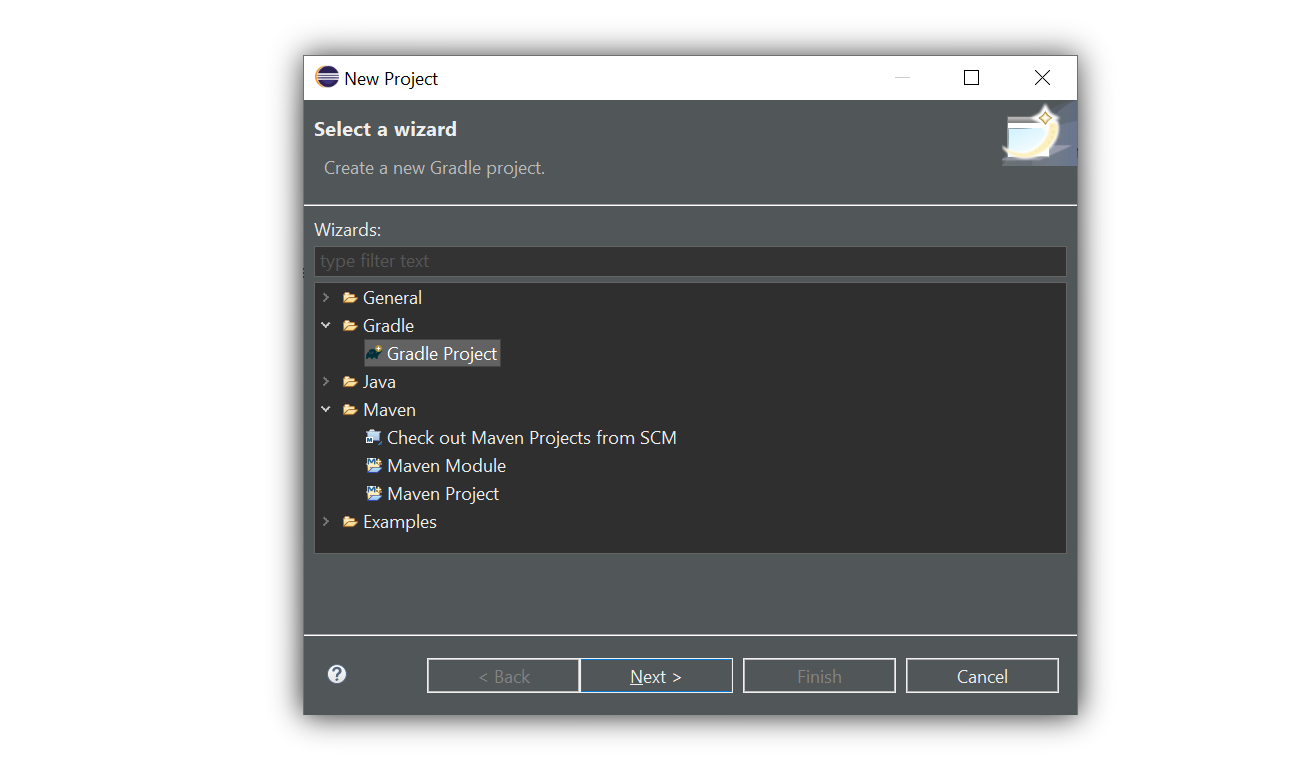 New Project
Select a wizard
Create a new Gradle project.
Wizards:
type filter text
General
Gradle
Gradle Project
Java
Maven
Check out Maven Projects from SCM
Maven Module
Maven Project
Examples
? < Back Next > Finish Cancel